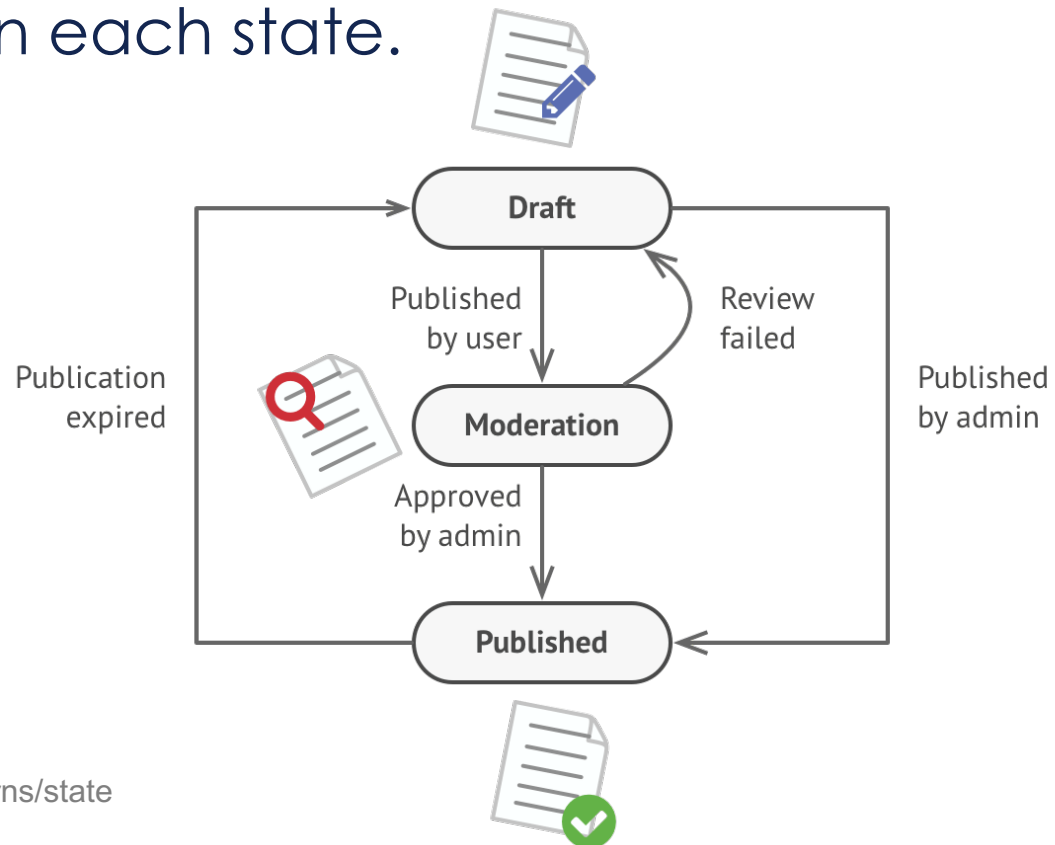 n each state.
Draft
Published
by user
Review
failed
Publication
expired
Published
by admin
Moderation
Approved
by admin
Published
ns/state